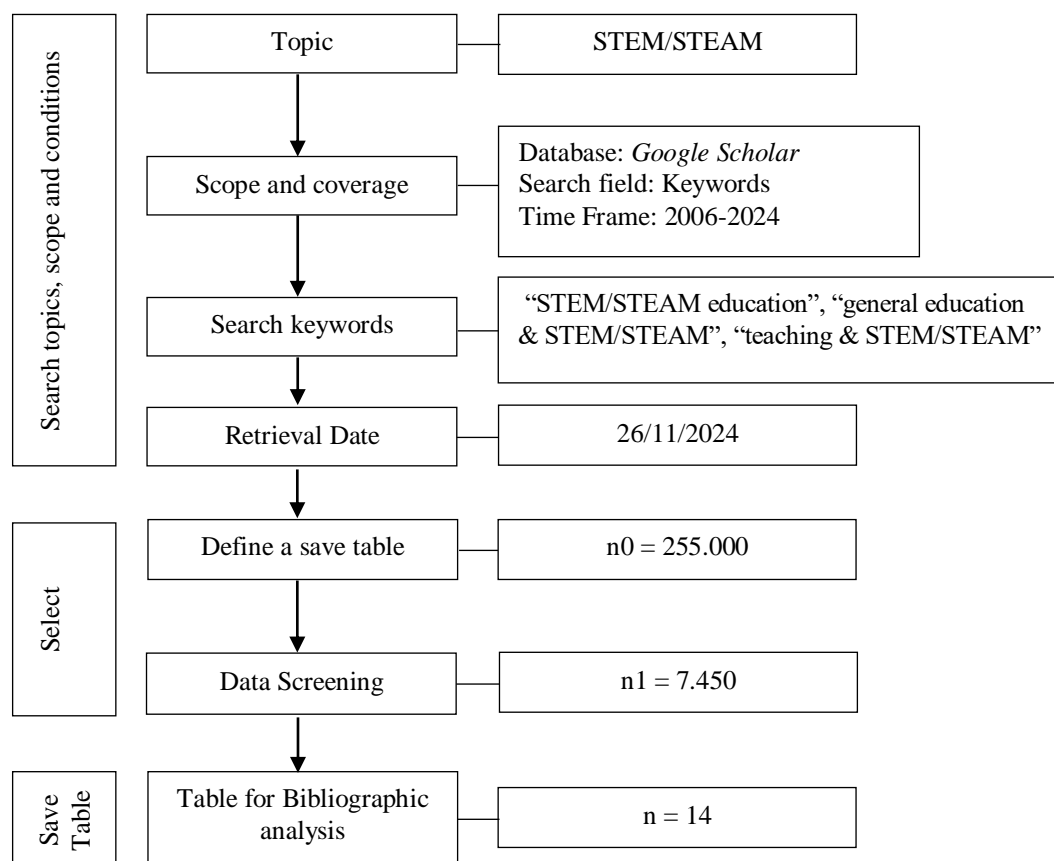 Search topics, scope and conditions
Topic
STEM/STEAM
Scope and coverage
Database: Google Scholar
Search field: Keywords
Time Frame: 2006-2024
Search keywords
“STEM/STEAM education”, “general education
& STEM/STEAM”, “teaching & STEM/STEAM”
Retrieval Date
26/11/2024
Select
Define a save table
n0 = 255.000
Data Screening
n1 = 7.450
Save
Table
Table for Bibliographic
analysis
n = 14